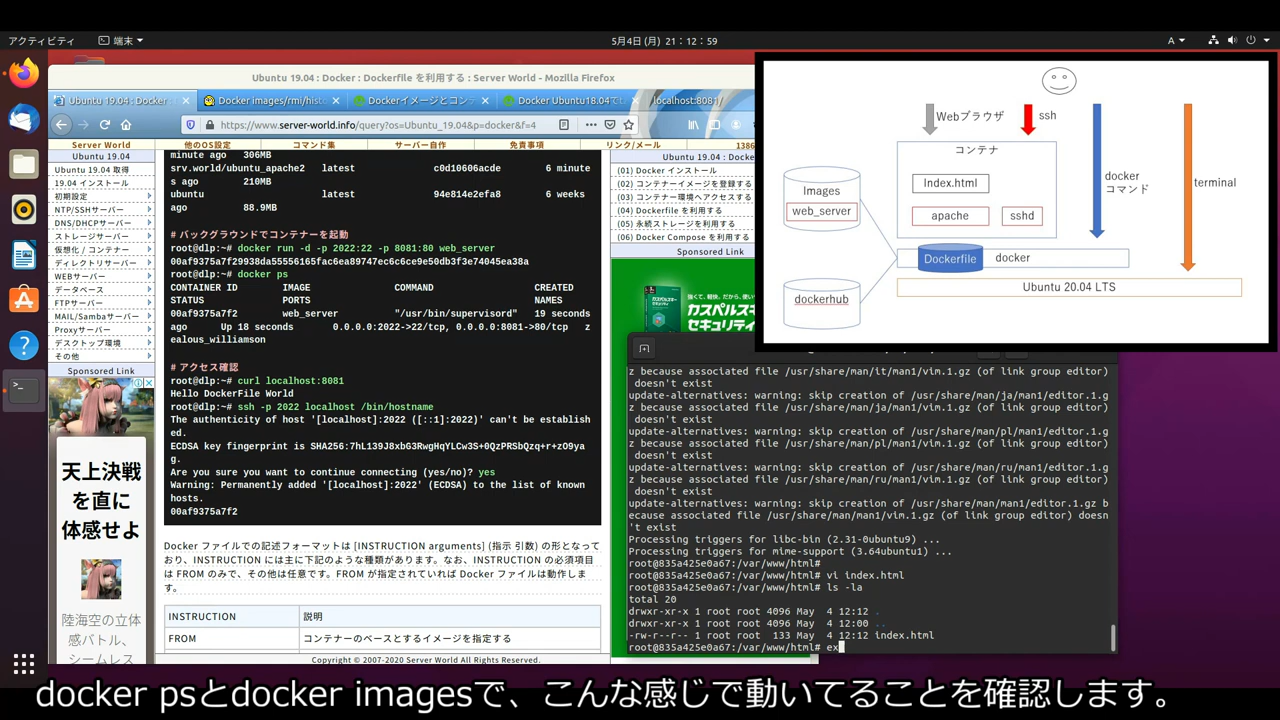 アクティビティ
端末
5月4日 (月) 21：12：59
A
Ubuntu 19.04 : Docker : Dockerfile を利用する : Server World - Mozilla Firefox
Ubuntu 19.04 : Docker :
Docker images/rmi/histo
Dockerイメージとコンテ
Docker Ubuntu18.04でt
localhost:8081/
https://www.server-world.info/query?os=Ubuntu_19.04&p=docker&f=4
Server World
他のOS設定
コマンド集
サーバー自作
免責事項
リンク/メール
1386
Ubuntu 19.04
Ubuntu 19.04 取得
19.04 インストール
初期設定
NTP/SSHサーバー
DNS/DHCPサーバー
ストレージサーバー
仮想化 / コンテナー
ディレクトリサーバー
WEBサーバー
データベース
FTPサーバー
MAIL/Sambaサーバー
Proxyサーバー
デスクトップ環境
その他
Sponsored Link
天上決戦
を直に
体感せよ
陸海空の立体
感バトル、
シームレス
minute ago 306MB
srv.world/ubuntu_apache2 latest c0d10606acde 6 minute
s ago 210MB
ubuntu latest 94e814e2efa8 6 weeks
ago 88.9MB
# バックグラウンドでコンテナーを起動
root@dlp:~# docker run -d -p 2022:22 -p 8081:80 web_server
00af9375a7f29938da55556165fac6ea89747ec6c6ce9e50db3f3e74045ea38a
root@dlp:~# docker ps
CONTAINER ID IMAGE COMMAND CREATED
STATUS PORTS NAMES
00af9375a7f2 web_server "/usr/bin/supervisord" 19 seconds
ago Up 18 seconds 0.0.0.0:2022->22/tcp, 0.0.0.0:8081->80/tcp z
ealous_williamson
# アクセス確認
root@dlp:~# curl localhost:8081
Hello DockerFile World
root@dlp:~# ssh -p 2022 localhost /bin/hostname
The authenticity of host '[localhost]:2022 ([::1]:2022)' can't be establish
ed.
ECDSA key fingerprint is SHA256:7hL139J8xbG3RwgHqYLCw3S+0QzPRSbQzq+r+zO9ya
g.
Are you sure you want to continue connecting (yes/no)? yes
Warning: Permanently added '[localhost]:2022' (ECDSA) to the list of known
hosts.
00af9375a7f2
Docker ファイルでの記述フォーマットは [INSTRUCTION arguments] (指示 引数) の形となって
おり、INSTRUCTION には主に下記のような種類があります。なお、INSTRUCTION の必須項目
は FROM のみで、その他は任意です。FROM が指定されていれば Docker ファイルは動作しま
す。
INSTRUCTION 説明
FROM コンテナーのベースとするイメージを指定する
Copyright © 2007-2020 Server World All Rights Reserved.
Ubuntu 19.04 : Docke
(01) Docker インストール
(02) コンテナーイメージを登録する
(03) コンテナー環境へアクセスする
(04) Dockerfile を利用する
(05) 永続ストレージを利用する
(06) Docker Compose を利用する
Sponsored Link
強くて、軽快。だから、使い
カスペルスキ
セキュリティ
Webブラウザ
ssh
コンテナ
Index.html
apache
sshd
Images
web_server
dockerhub
Dockerfile
docker
docker
コマンド
terminal
Ubuntu 20.04 LTS
z because associated file /usr/share/man/it/man1/vim.1.gz (of link group editor)
doesn't exist
update-alternatives: warning: skip creation of /usr/share/man/ja/man1/editor.1.g
z because associated file /usr/share/man/ja/man1/vim.1.gz (of link group editor)
doesn't exist
update-alternatives: warning: skip creation of /usr/share/man/pl/man1/editor.1.g
z because associated file /usr/share/man/pl/man1/vim.1.gz (of link group editor)
doesn't exist
update-alternatives: warning: skip creation of /usr/share/man/ru/man1/editor.1.g
z because associated file /usr/share/man/ru/man1/vim.1.gz (of link group editor)
doesn't exist
update-alternatives: warning: skip creation of /usr/share/man/man1/editor.1.gz b
ecause associated file /usr/share/man/man1/vim.1.gz (of link group editor) doesn
't exist
Processing triggers for libc-bin (2.31-0ubuntu9) ...
Processing triggers for mime-support (3.64ubuntu1) ...
root@835a425e0a67:/var/www/html#
root@835a425e0a67:/var/www/html# vi index.html
root@835a425e0a67:/var/www/html# ls -la
total 20
drwxr-xr-x 1 root root 4096 May 4 12:12 .
drwxr-xr-x 1 root root 4096 May 4 12:00 ..
-rw-r--r-- 1 root root 133 May 4 12:12 index.html
root@835a425e0a67:/var/www/html# ex
docker psとdocker imagesで、こんな感じで動いてることを確認します。